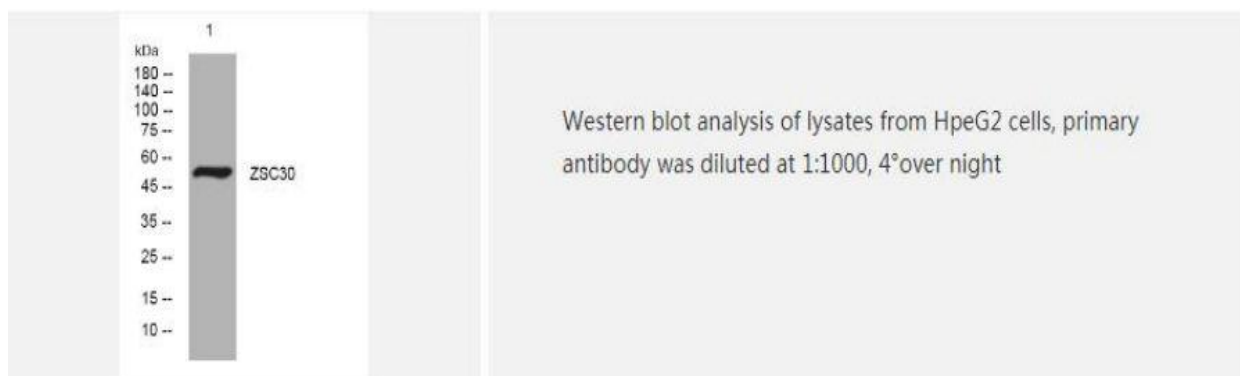 1
kDa
180 --
140 --
100 --
75 --
60 --
ZSC30
45 --
35 --
25 --
15 --
10 --
Western blot analysis of lysates from HpeG2 cells, primary
antibody was diluted at 1:1000, 4°over night